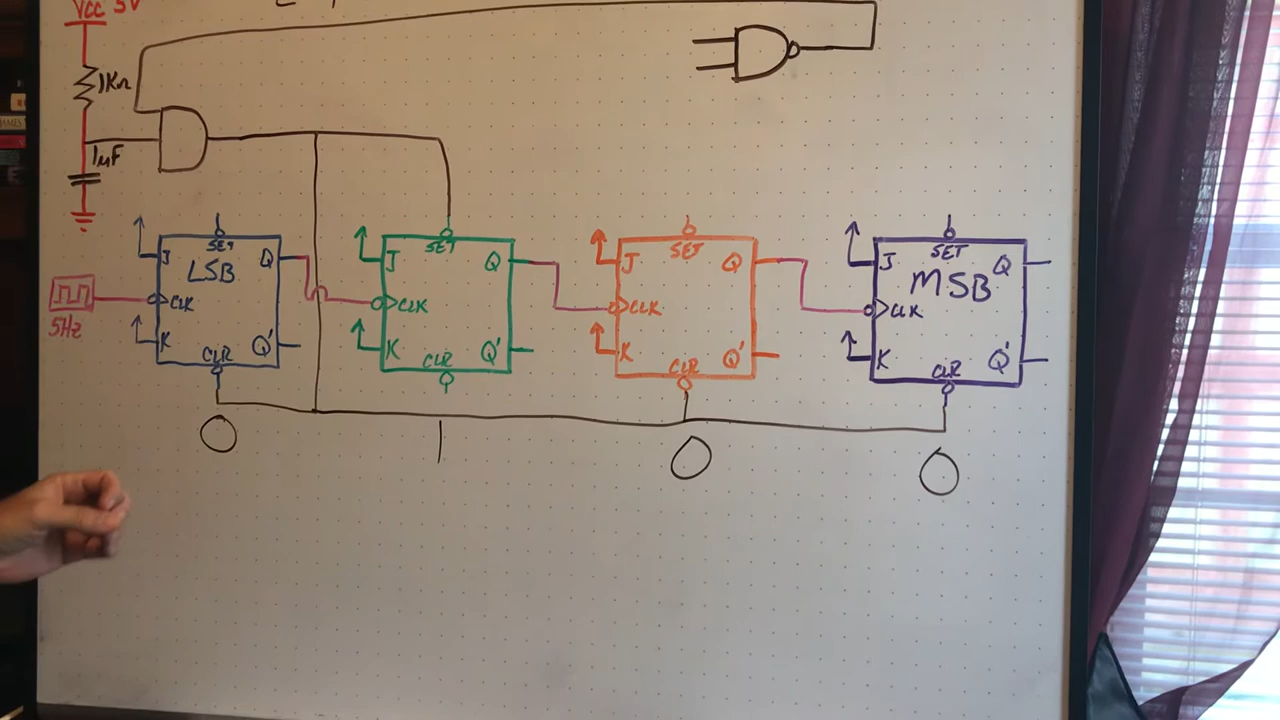 VCC 5V
1KΩ
1µF
SET
J
LSB
Q
CLK
K
CLR
Q'
5Hz
SET
J
Q
CLK
K
CLR
Q'
SET
J
Q
CLK
K
CLR
Q'
SET
J
MSB
Q
CLK
K
CLR
Q'
0 1 0 0